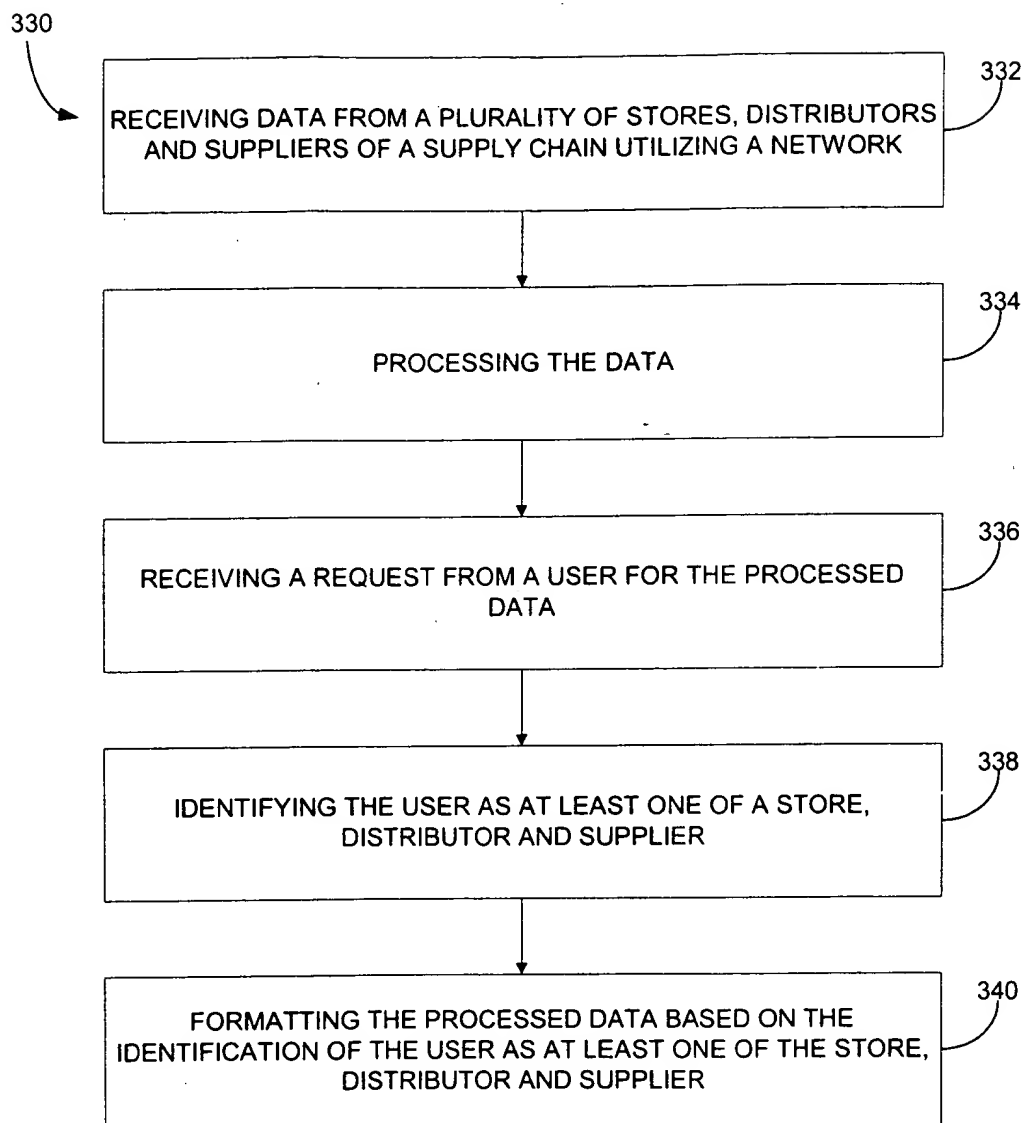 330
332
RECEIVING DATA FROM A PLURALITY OF STORES, DISTRIBUTORS
AND SUPPLIERS OF A SUPPLY CHAIN UTILIZING A NETWORK
334
PROCESSING THE DATA
336
RECEIVING A REQUEST FROM A USER FOR THE PROCESSED
DATA
338
IDENTIFYING THE USER AS AT LEAST ONE OF A STORE,
DISTRIBUTOR AND SUPPLIER
340
FORMATTING THE PROCESSED DATA BASED ON THE
IDENTIFICATION OF THE USER AS AT LEAST ONE OF THE STORE,
DISTRIBUTOR AND SUPPLIER